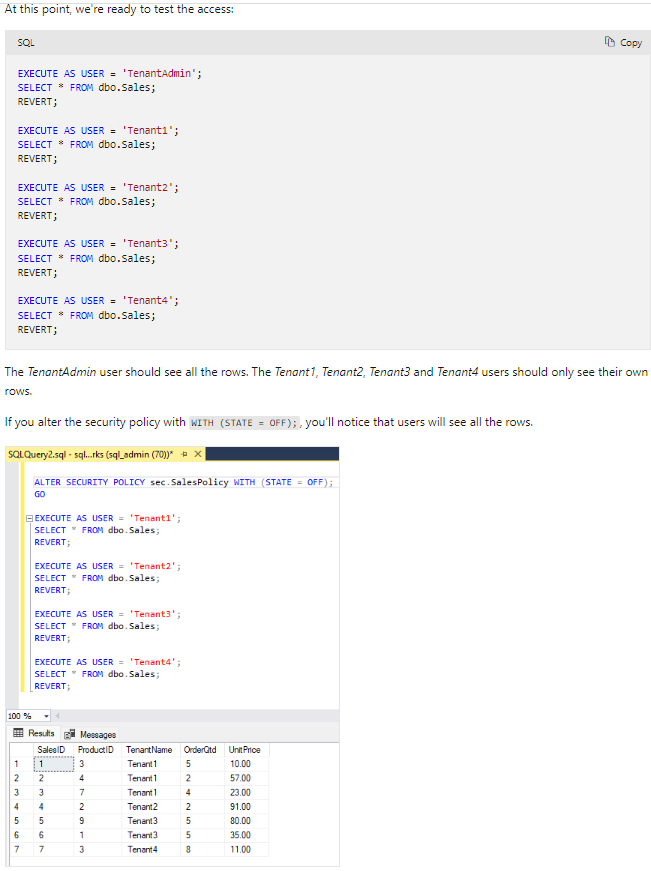 At this point, we're ready to test the access:
SQL
Copy
EXECUTE AS USER = 'TenantAdmin';
SELECT * FROM dbo.Sales;
REVERT;
EXECUTE AS USER = 'Tenant1';
SELECT * FROM dbo.Sales;
REVERT;
EXECUTE AS USER = 'Tenant2';
SELECT * FROM dbo.Sales;
REVERT;
EXECUTE AS USER = 'Tenant3';
SELECT * FROM dbo.Sales;
REVERT;
EXECUTE AS USER = 'Tenant4';
SELECT * FROM dbo.Sales;
REVERT;
The TenantAdmin user should see all the rows. The Tenant1, Tenant2, Tenant3 and Tenant4 users should only see their own
rows.
If you alter the security policy with WITH (STATE = OFF);, you'll notice that users will see all the rows.
SQLQuery2.sql - sql...rks (sql_admin (70))*
ALTER SECURITY POLICY sec.SalesPolicy WITH (STATE = OFF);
GO
EXECUTE AS USER = 'Tenant1';
SELECT * FROM dbo.Sales;
REVERT;
EXECUTE AS USER = 'Tenant2';
SELECT * FROM dbo.Sales;
REVERT;
EXECUTE AS USER = 'Tenant3';
SELECT * FROM dbo.Sales;
REVERT;
EXECUTE AS USER = 'Tenant4';
SELECT * FROM dbo.Sales;
REVERT;
100 %
Results Messages
SalesID ProductID TenantName OrderQtd UnitPrice
1 1 3 Tenant1 5 10.00
2 2 4 Tenant1 2 57.00
3 3 7 Tenant1 4 23.00
4 4 2 Tenant2 2 91.00
5 5 9 Tenant3 5 80.00
6 6 1 Tenant3 5 35.00
7 7 3 Tenant4 8 11.00